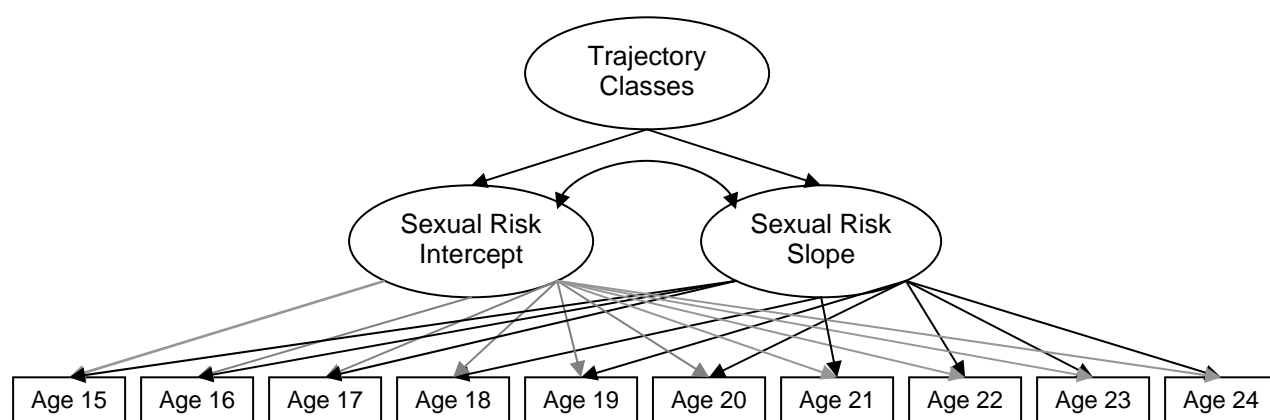 Trajectory
Classes
Sexual Risk
Intercept
Sexual Risk
Slope
Age 15
Age 16
Age 17
Age 18
Age 19
Age 20
Age 21
Age 22
Age 23
Age 24